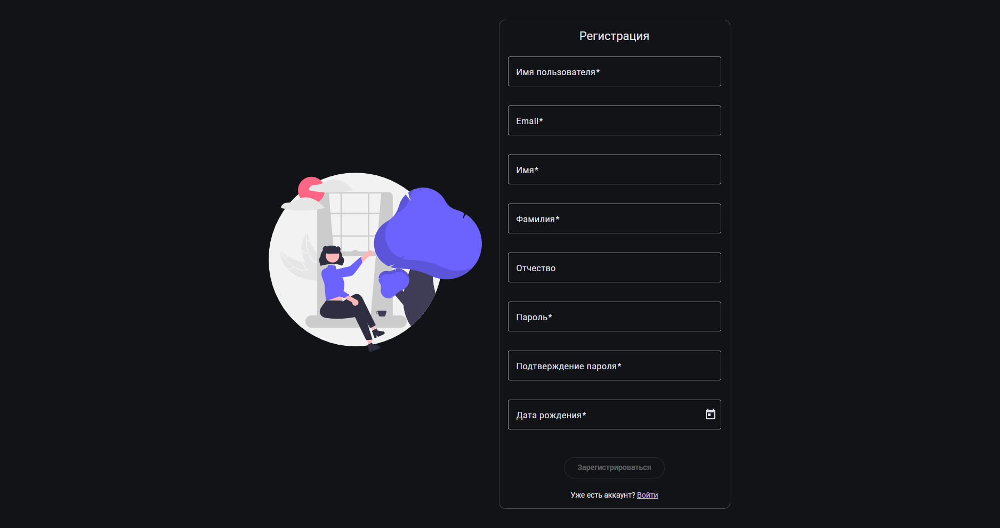 Регистрация
Имя пользователя*
Email*
Имя*
Фамилия*
Отчество
Пароль*
Подтверждение пароля*
Дата рождения*
Зарегистрироваться
Уже есть аккаунт? Войти